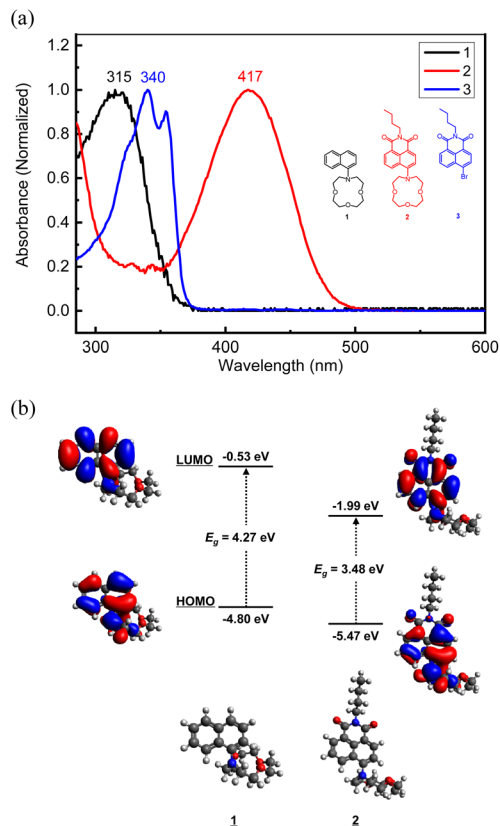 (a)
315
340
417
1
2
3
1.2
1.0
0.8
0.6
0.4
0.2
0.0
Absorbance (Normalized)
O
N
O
N
O
O
O
1
O
N
O
N
O
O
O
2
Br
3
300
400
500
600
Wavelength (nm)
(b)
LUMO
-0.53 eV
-1.99 eV
Eg = 4.27 eV
Eg = 3.48 eV
HOMO
-4.80 eV
-5.47 eV
1
2